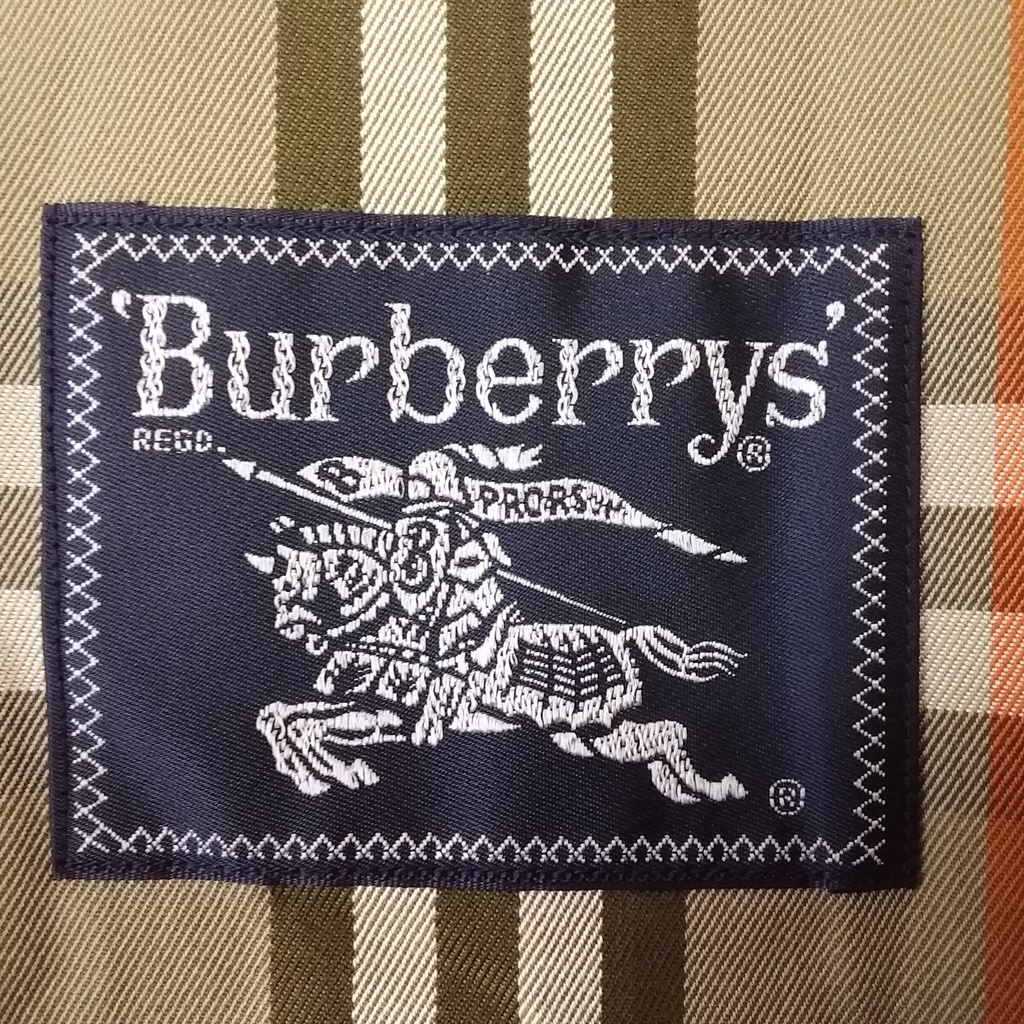 'Burberrys'
REGD. ®
B PRORSUM
B
®